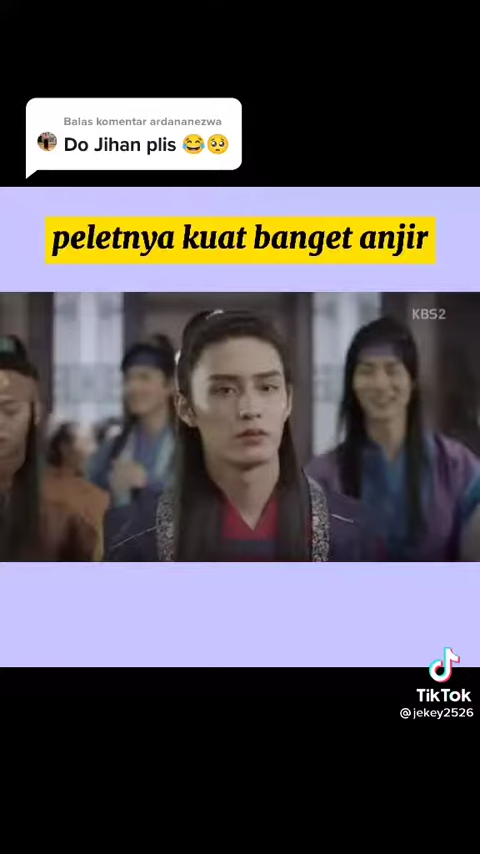 Balas komentar ardananezwa
Do Jihan plis 😂🥺
peletnya kuat banget anjir
KBS2
TikTok
@jekey2526